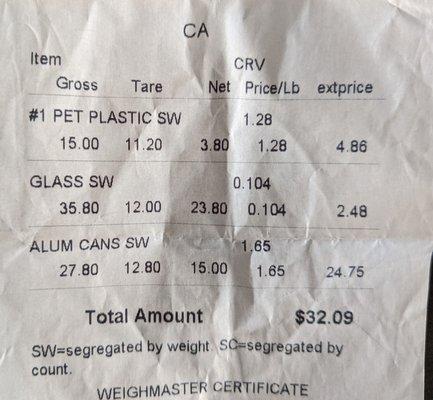 CA
Item CRV
Gross Tare Net Price/Lb extprice
#1 PET PLASTIC SW 1.28
15.00 11.20 3.80 1.28 4.86
GLASS SW 0.104
35.80 12.00 23.80 0.104 2.48
ALUM CANS SW 1.65
27.80 12.80 15.00 1.65 24.75
Total Amount $32.09
SW=segregated by weight SC=segregated by
count.
WEIGHMASTER CERTIFICATE